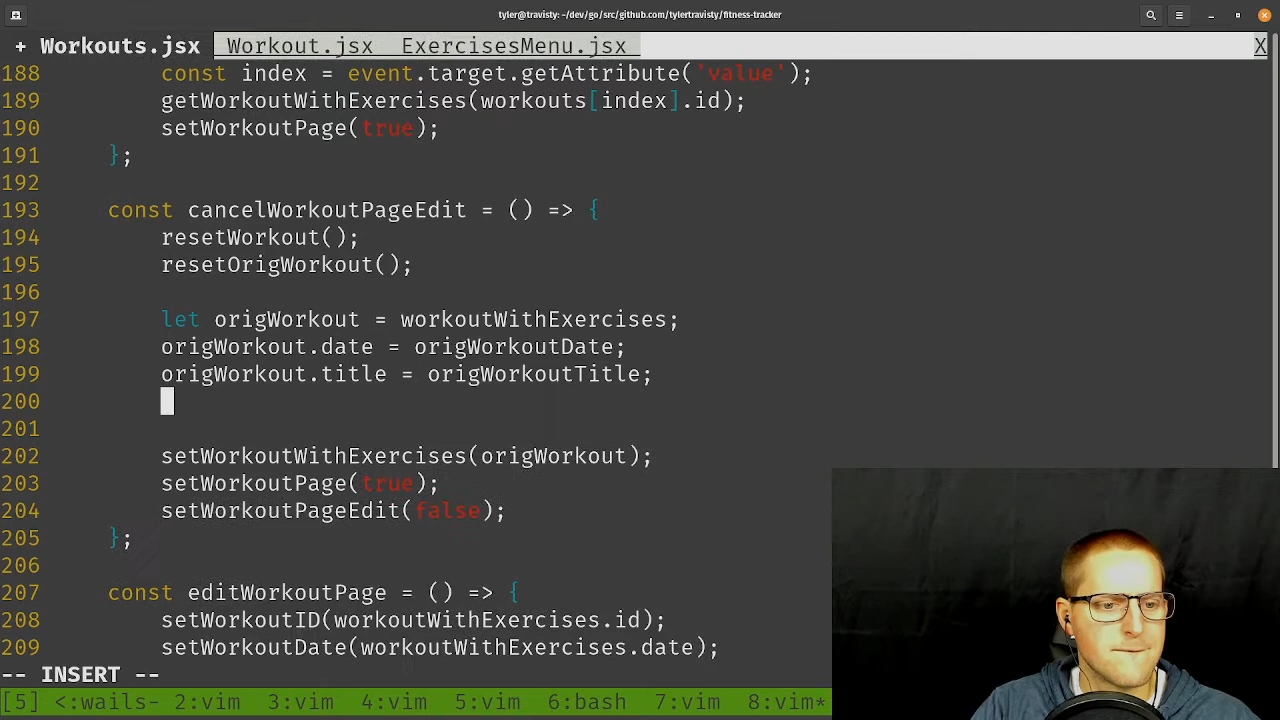 tyler@travisty: ~/dev/go/src/github.com/tylertravisty/fitness-tracker
+ Workouts.jsx Workout.jsx ExercisesMenu.jsx X
188 const index = event.target.getAttribute('value');
189 getWorkoutWithExercises(workouts[index].id);
190 setWorkoutPage(true);
191 };
192
193 const cancelWorkoutPageEdit = () => {
194 resetWorkout();
195 resetOrigWorkout();
196
197 let origWorkout = workoutWithExercises;
198 origWorkout.date = origWorkoutDate;
199 origWorkout.title = origWorkoutTitle;
200
201
202 setWorkoutWithExercises(origWorkout);
203 setWorkoutPage(true);
204 setWorkoutPageEdit(false);
205 };
206
207 const editWorkoutPage = () => {
208 setWorkoutID(workoutWithExercises.id);
209 setWorkoutDate(workoutWithExercises.date);
-- INSERT --
[5] <:wails- 2:vim 3:vim 4:vim 5:vim 6:bash 7:vim 8:vim*